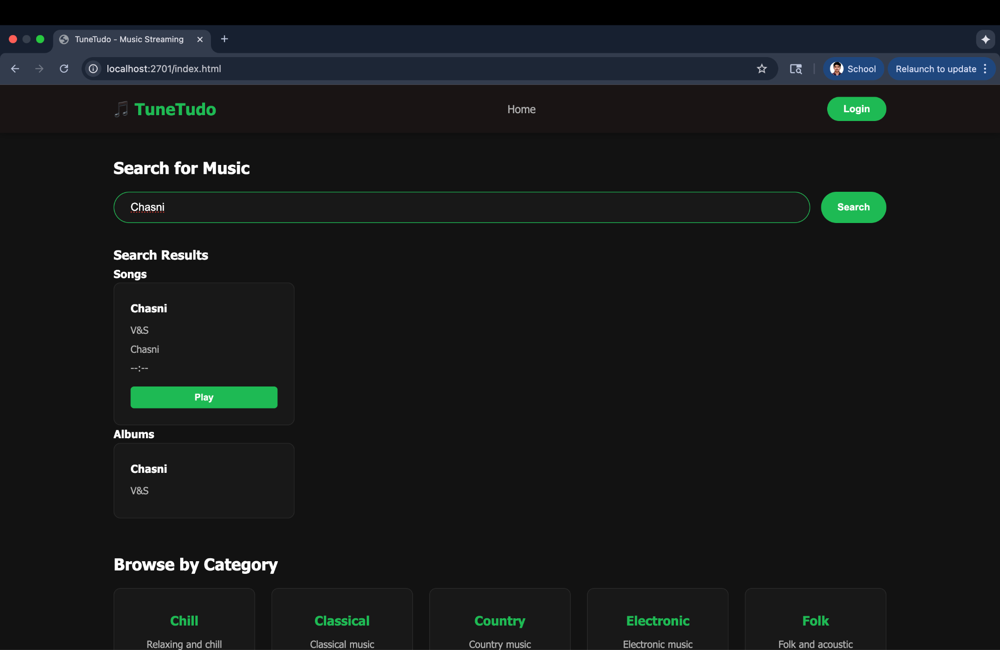 TuneTudo - Music Streaming
localhost:2701/index.html
School
Relaunch to update
TuneTudo
Home
Login
Search for Music
Chasni
Search
Search Results
Songs
Chasni
V&S
Chasni
--:--
Play
Albums
Chasni
V&S
Browse by Category
Chill
Classical
Country
Electronic
Folk
Relaxing and chill
Classical music
Country music
Electronic music
Folk and acoustic